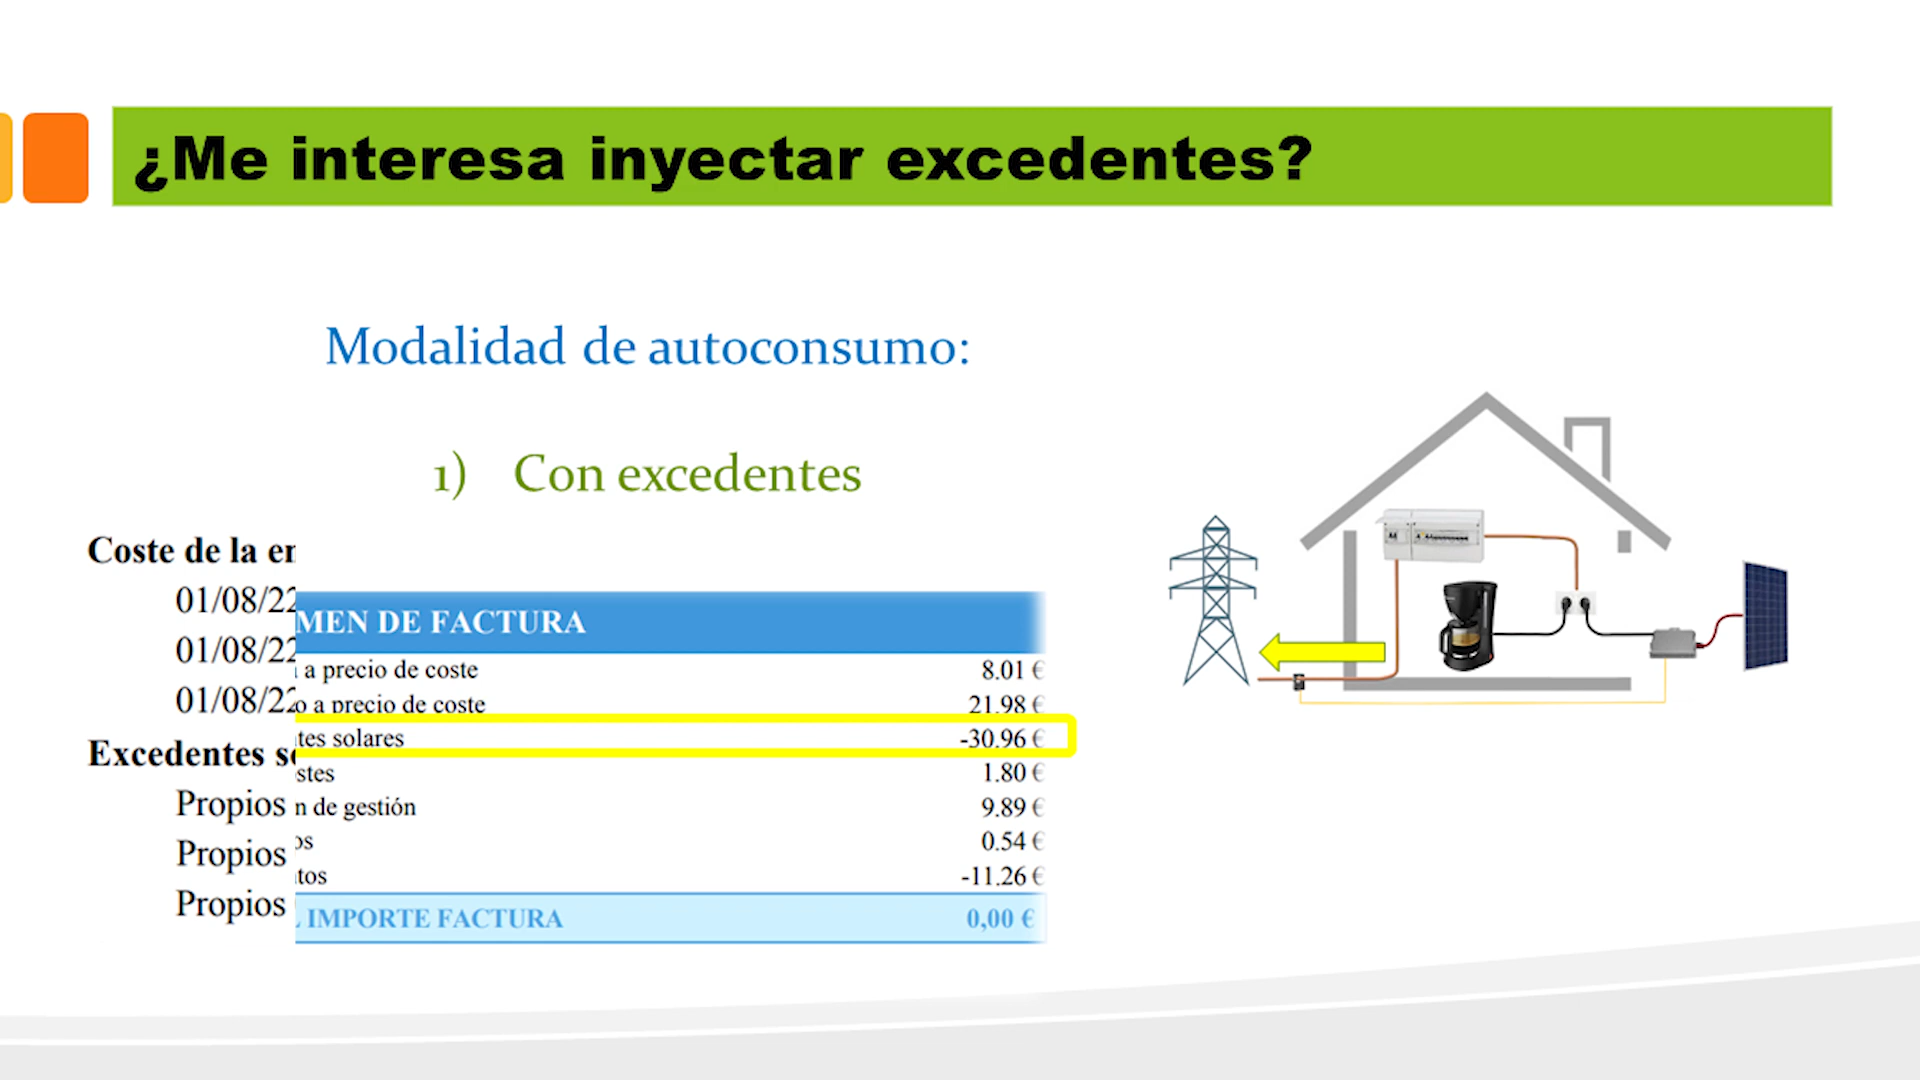 ¿Me interesa inyectar excedentes?
Modalidad de autoconsumo:
1) Con excedentes
Coste de la
01/08/22
01/08/22
01/08/22
Excedentes
Propios
Propios
Propios
MEN DE FACTURA
a precio de coste 8.01 €
o a precio de coste 21.98 €
tes solares -30.96 €
stes 1.80 €
n de gestión 9.89 €
os 0.54 €
tos -11.26 €
IMPORTE FACTURA 0,00 €